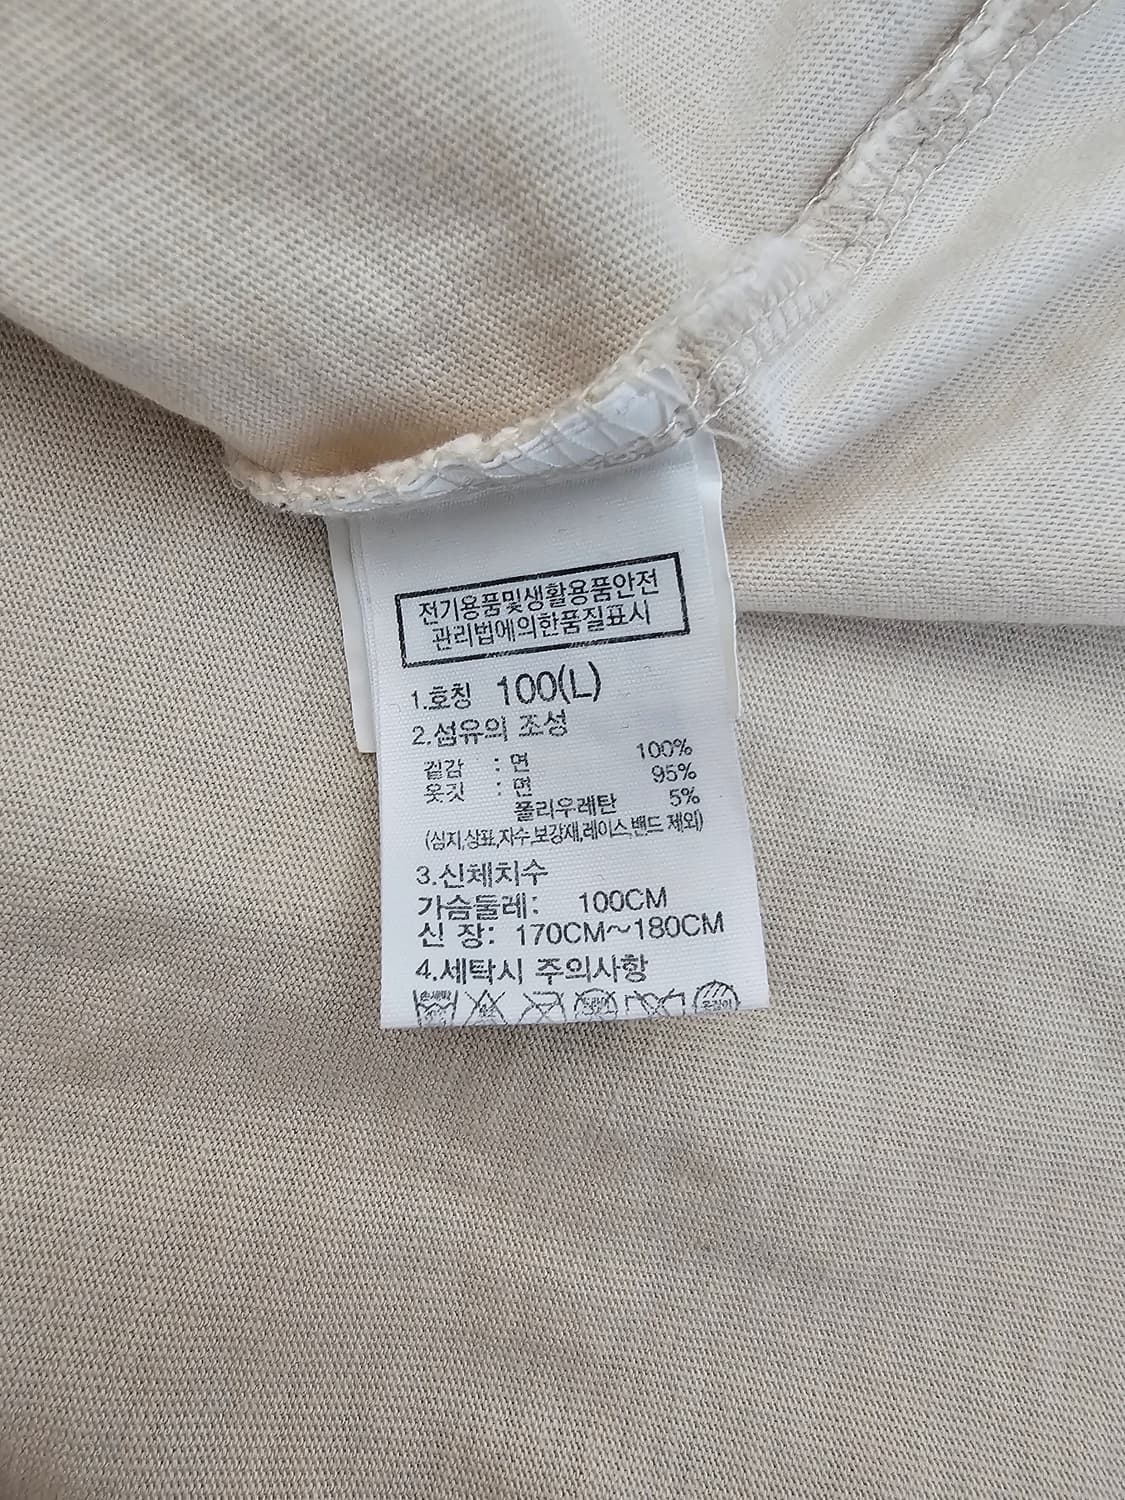 전기용품및생활용품안전
관리법에의한품질표시
1.호칭 100(L)
2.섬유의 조성
겉감 : 면 100%
옷깃 : 면 95%
폴리우레탄 5%
(심지,상표,자수,보강재,레이스,밴드 제외)
3.신체치수
가슴둘레: 100CM
신 장: 170CM~180CM
4.세탁시 주의사항
손세탁